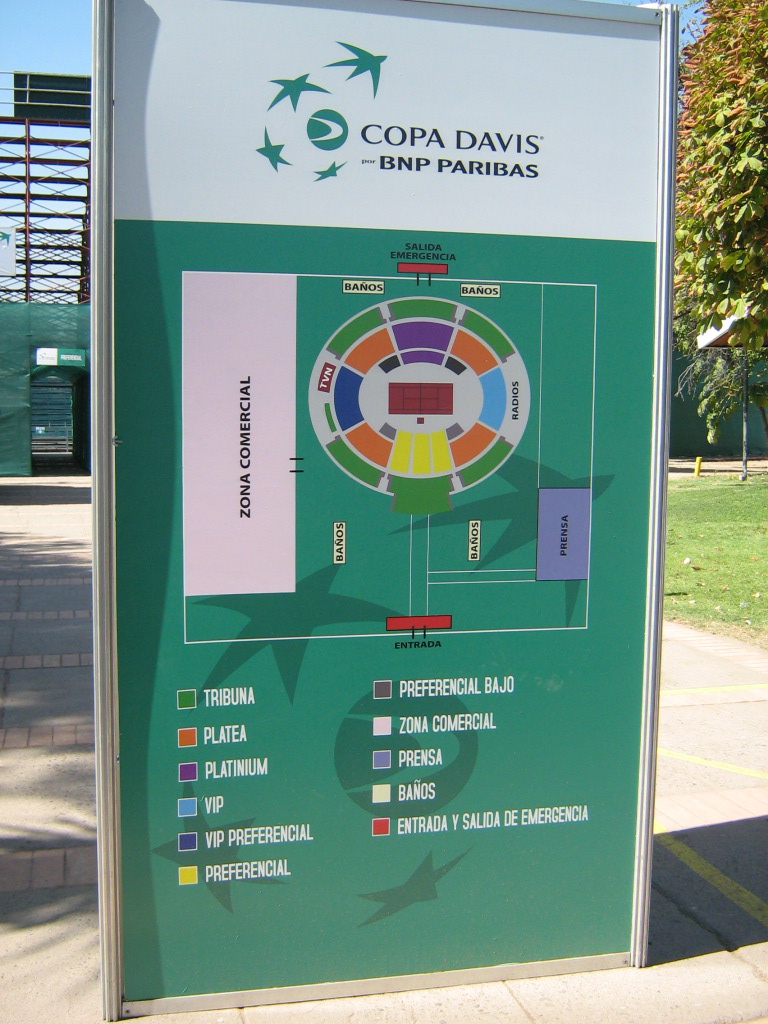 COPA DAVIS
por BNP PARIBAS
SALIDA
EMERGENCIA
BAÑOS
BAÑOS
TVN
RADIOS
ZONA COMERCIAL
BAÑOS
BAÑOS
PRENSA
ENTRADA
TRIBUNA
PLATEA
PLATINIUM
VIP
VIP PREFERENCIAL
PREFERENCIAL
PREFERENCIAL BAJO
ZONA COMERCIAL
PRENSA
BAÑOS
ENTRADA Y SALIDA DE EMERGENCIA
PREFERENCIAL